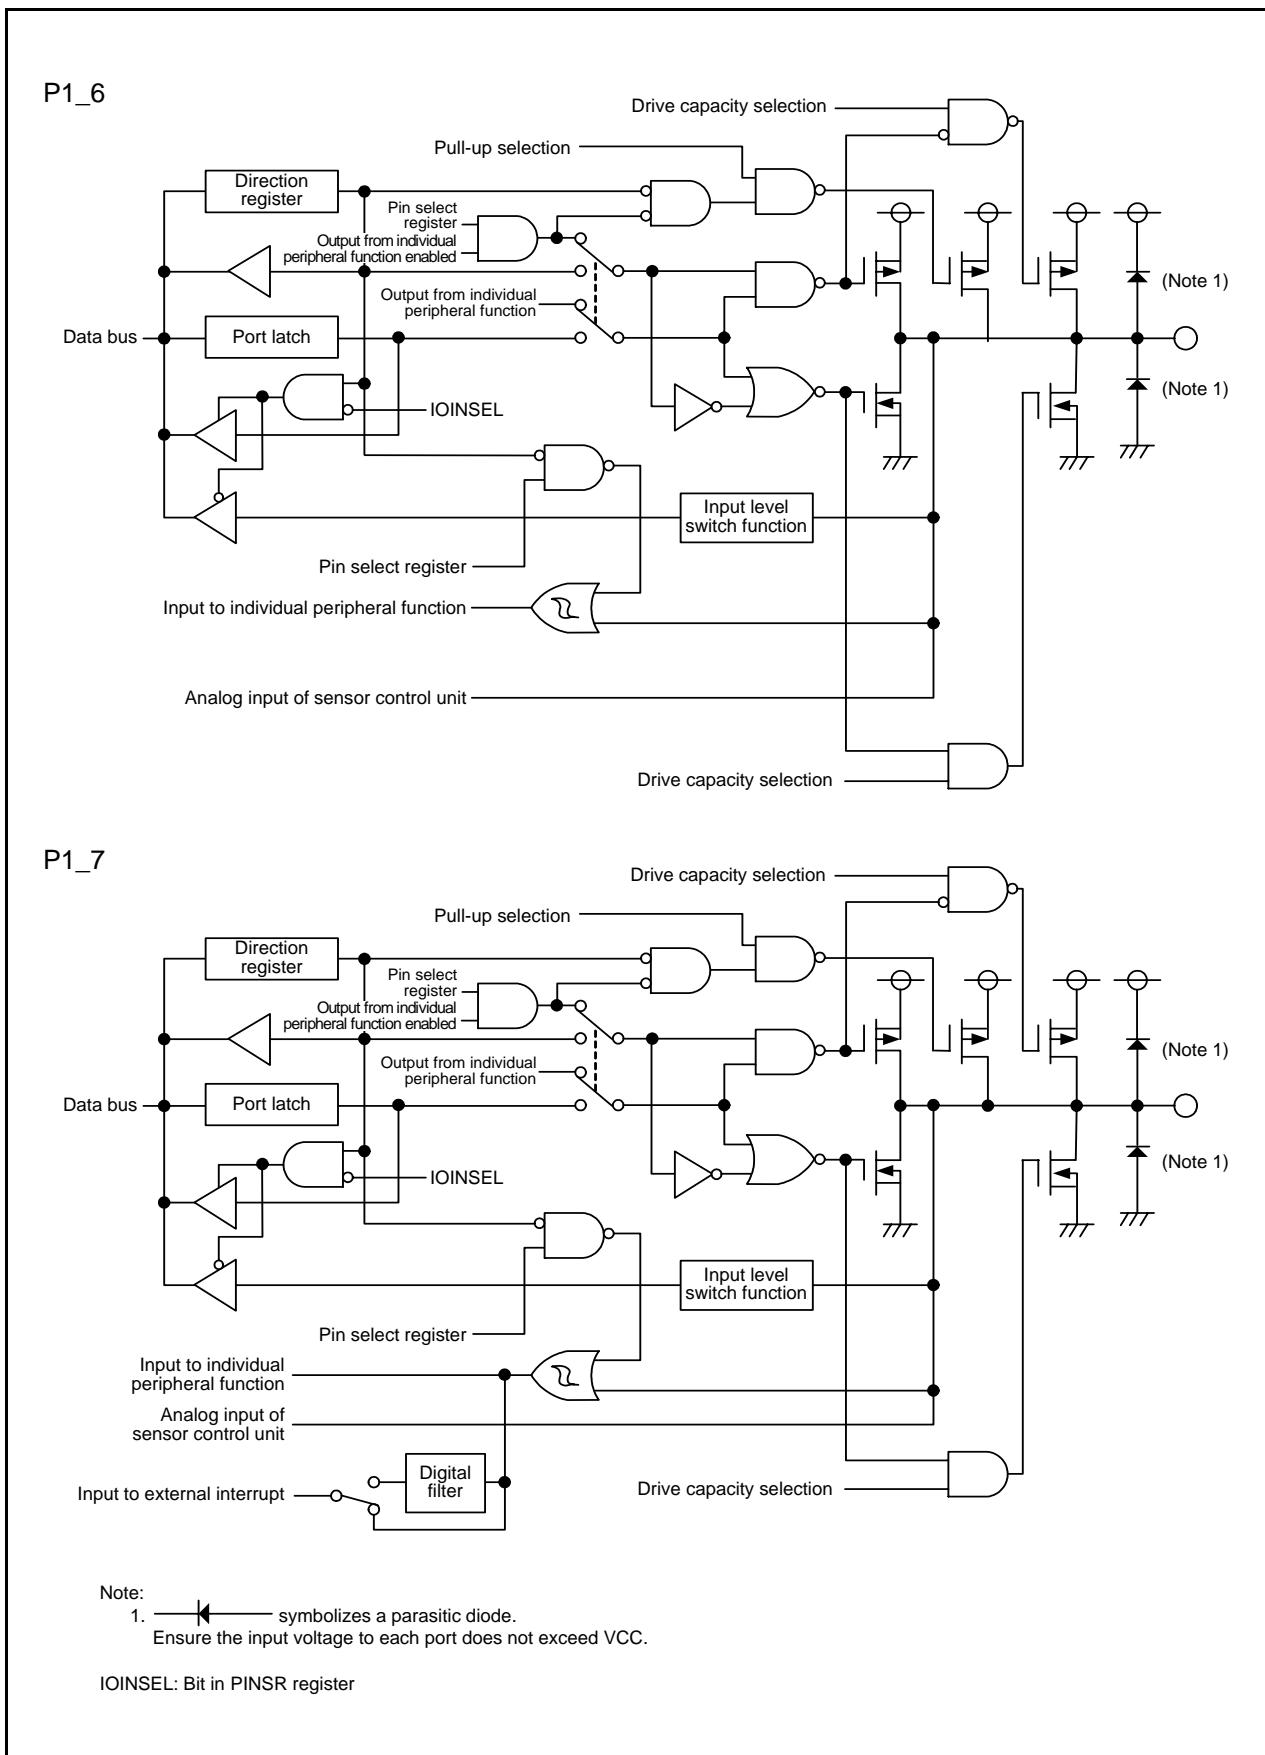 P1_6
Drive capacity selection
Pull-up selection
Direction
register
Pin select
register
Output from individual
peripheral function enabled
Output from individual
peripheral function
(Note 1)
Data bus
Port latch
(Note 1)
IOINSEL
Input level
switch function
Pin select register
Input to individual peripheral function
Analog input of sensor control unit
Drive capacity selection
P1_7
Drive capacity selection
Pull-up selection
Direction
register
Pin select
register
Output from individual
peripheral function enabled
Output from individual
peripheral function
(Note 1)
Data bus
Port latch
(Note 1)
IOINSEL
Input level
switch function
Pin select register
Input to individual
peripheral function
Analog input of
sensor control unit
Digital
filter
Input to external interrupt
Drive capacity selection
Note:
1. symbolizes a parasitic diode.
Ensure the input voltage to each port does not exceed VCC.
IOINSEL: Bit in PINSR register